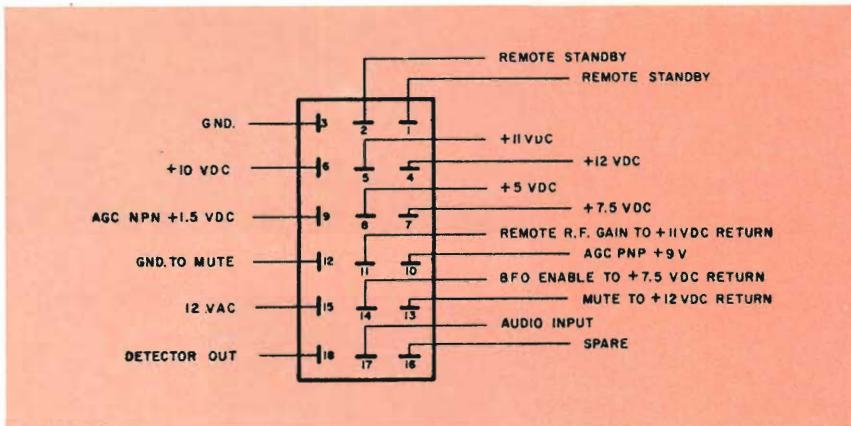 REMOTE STANDBY
REMOTE STANDBY
GND.
3
2
1
+11 VDC
+10 VDC
6
5
4
+12 VDC
+5 VDC
AGC NPN +1.5 VDC
9
8
7
+7.5 VDC
REMOTE R.F. GAIN TO +11 VDC RETURN
GND. TO MUTE
12
11
10
AGC PNP +9 V
BFO ENABLE TO +7.5 VDC RETURN
12 VAC
15
14
13
MUTE TO +12 VDC RETURN
AUDIO INPUT
DETECTOR OUT
18
17
16
SPARE